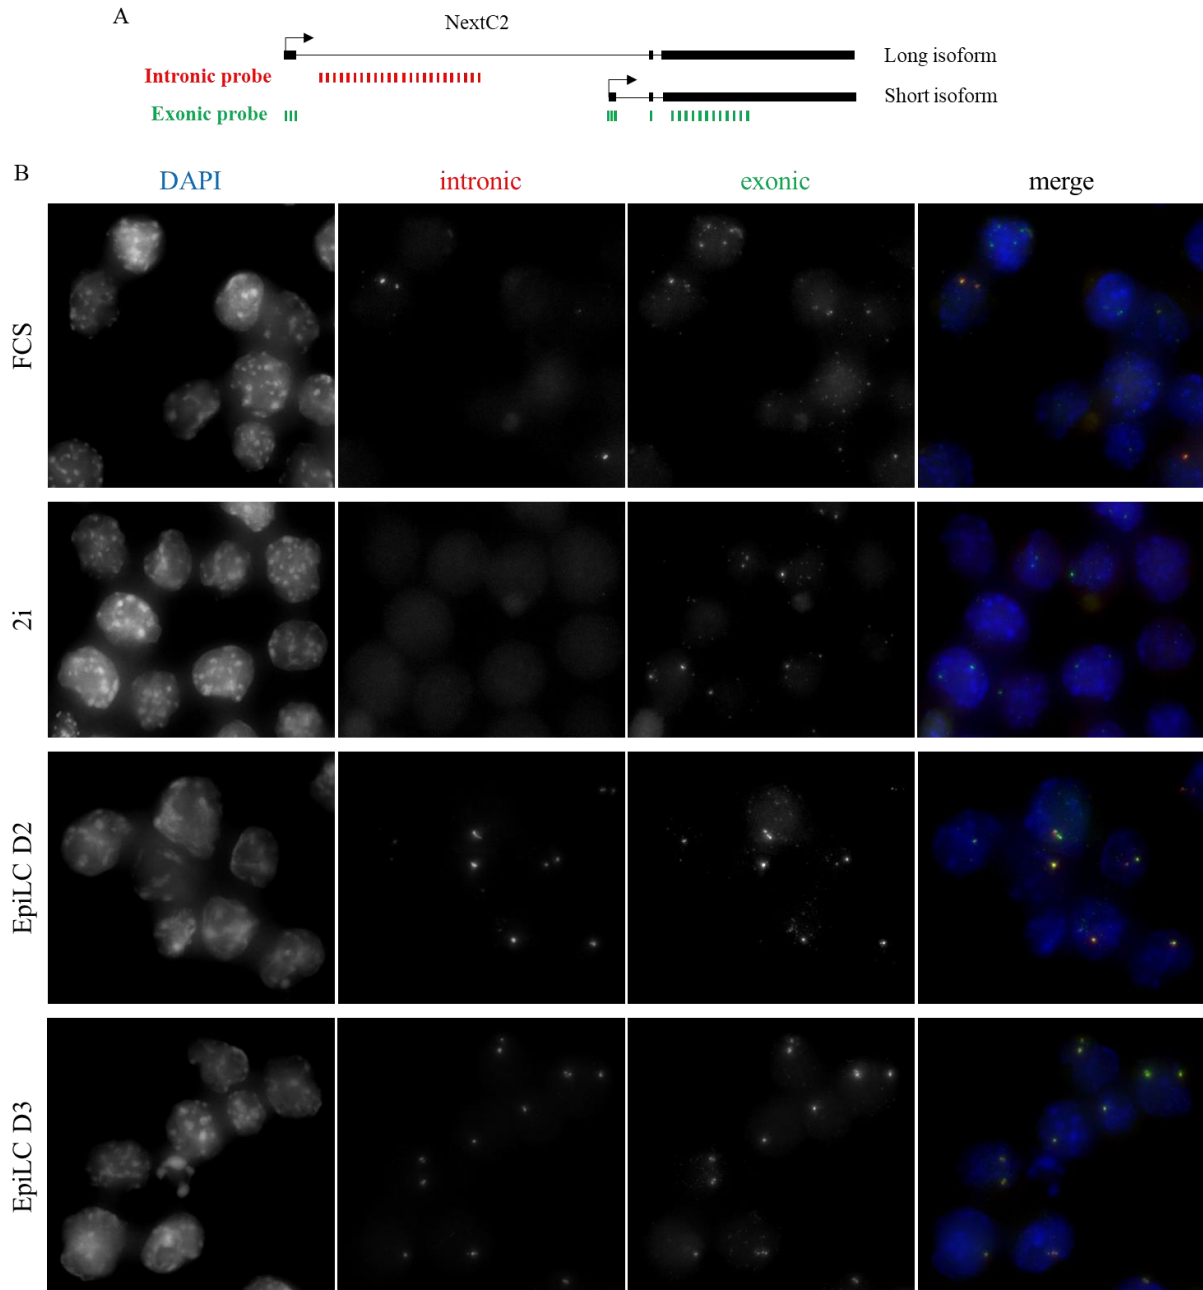 A
NextC2
Long isoform
Intronic probe
Short isoform
Exonic probe
B
DAPI intronic exonic merge
FCS
2i
EpiLC D2
EpiLC D3